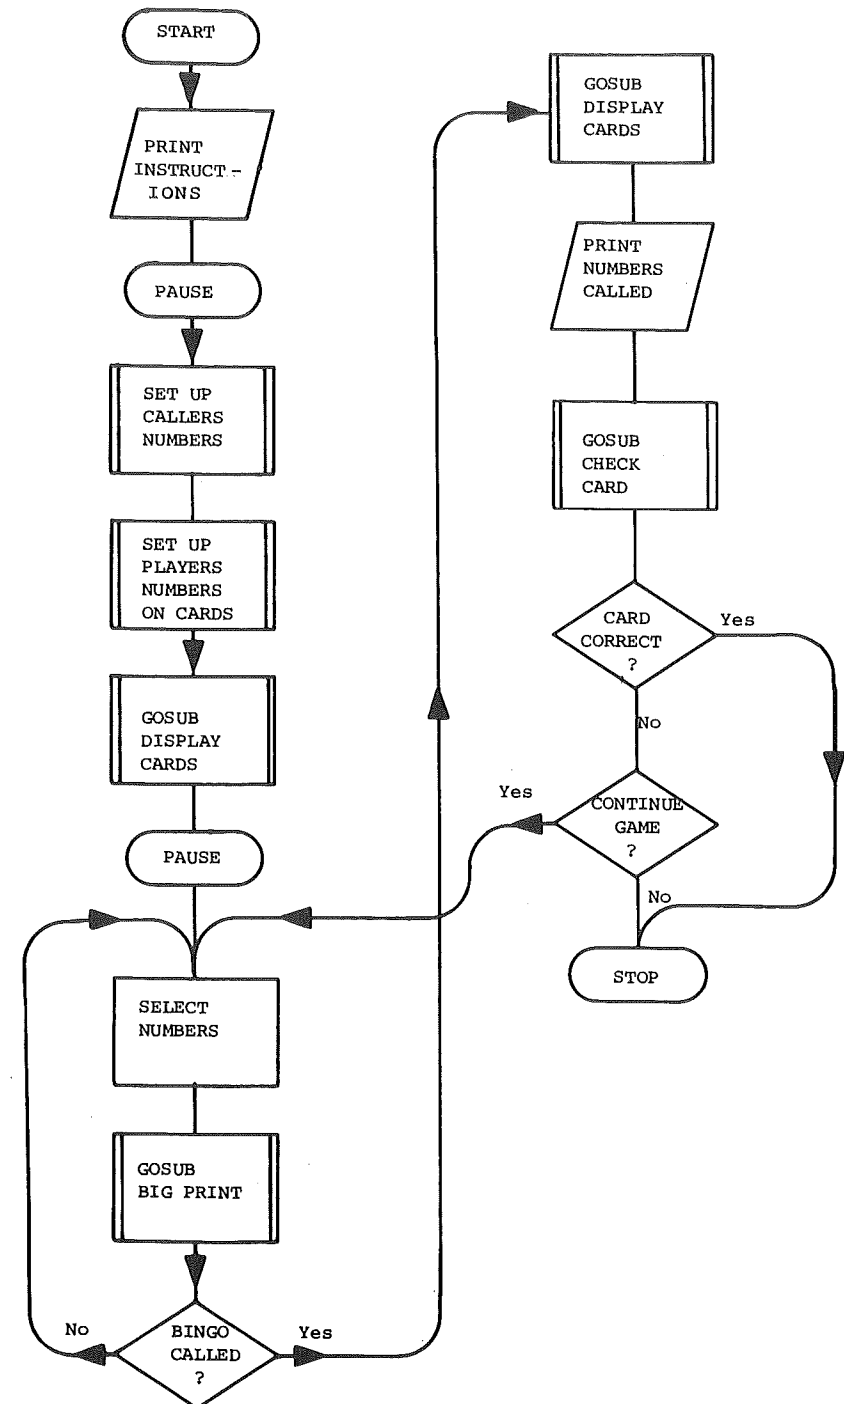 START
PRINT
INSTRUCT-
IONS
PAUSE
SET UP
CALLERS
NUMBERS
SET UP
PLAYERS
NUMBERS
ON CARDS
GOSUB
DISPLAY
CARDS
PAUSE
SELECT
NUMBERS
GOSUB
BIG PRINT
No
BINGO
CALLED
?
Yes
GOSUB
DISPLAY
CARDS
PRINT
NUMBERS
CALLED
GOSUB
CHECK
CARD
CARD
CORRECT
?
Yes
No
Yes
CONTINUE
GAME
?
No
STOP